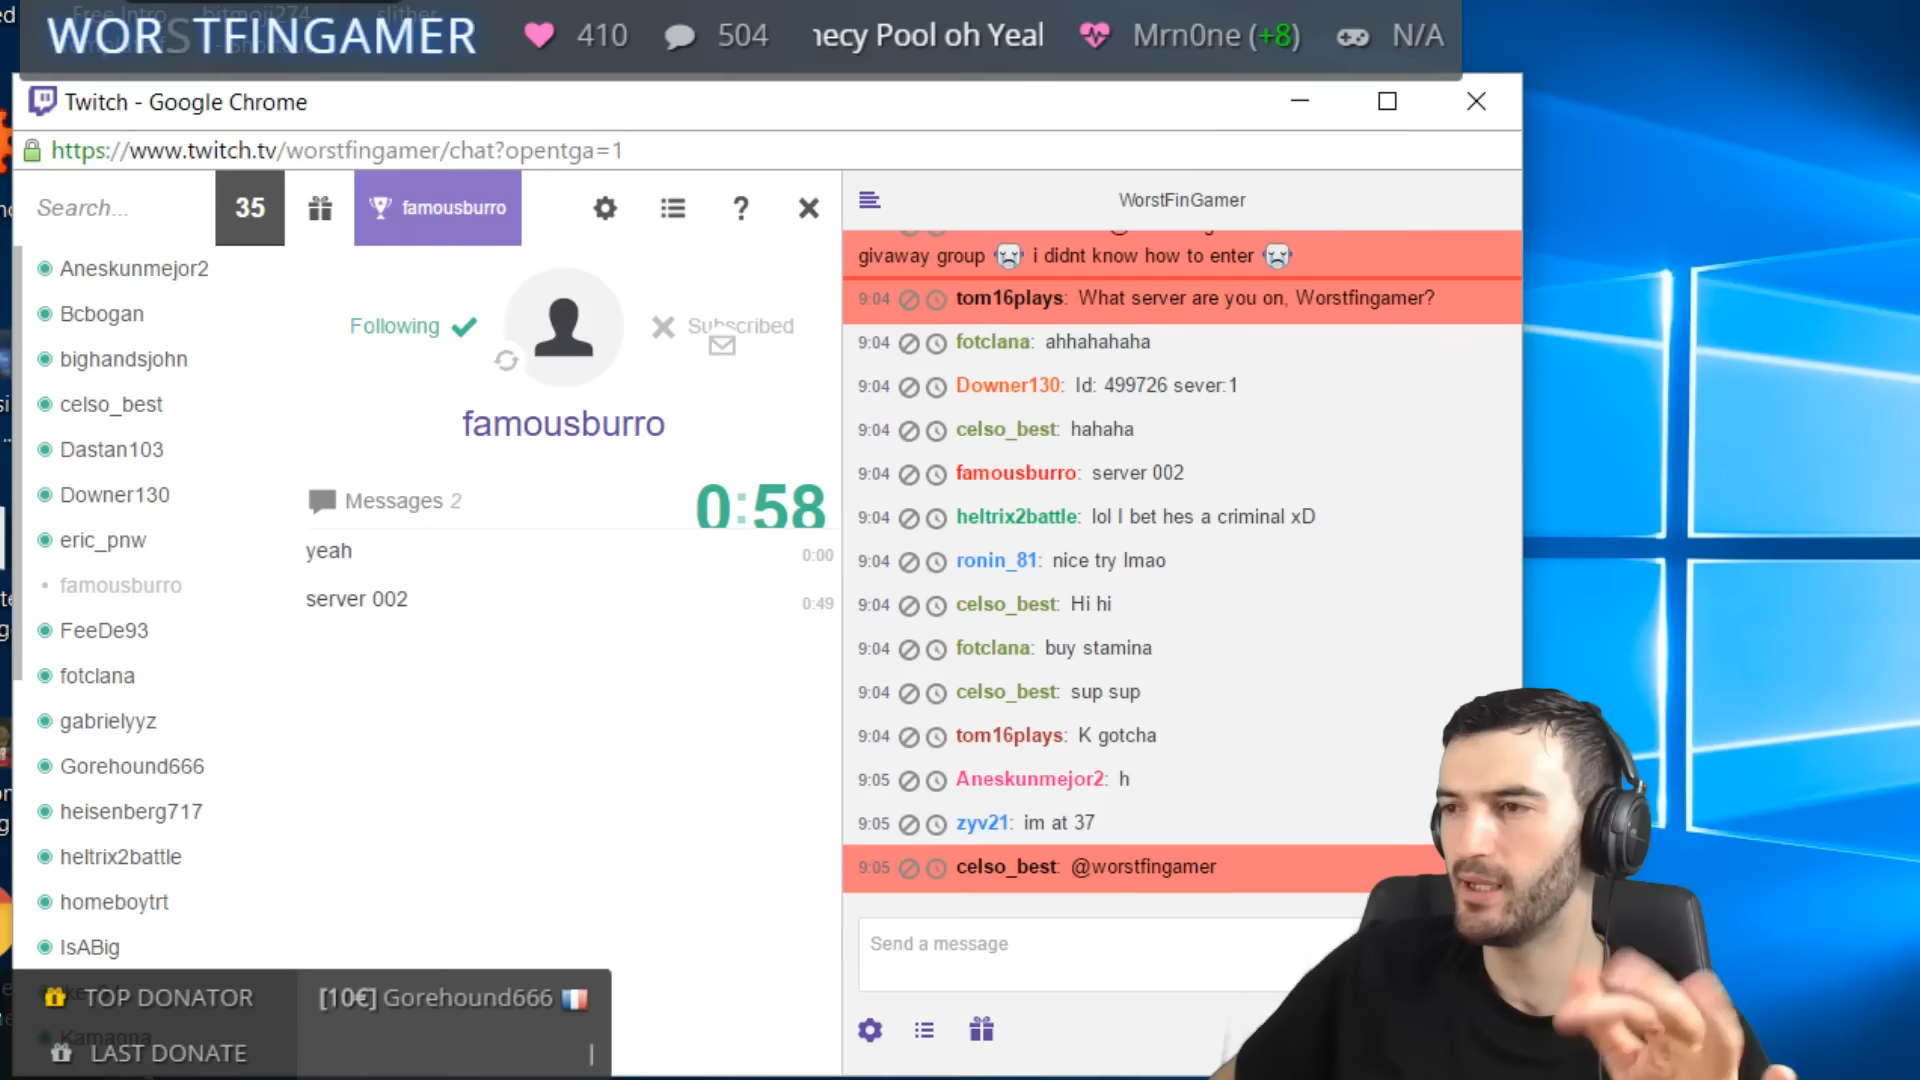 WORSTFINGAMER 410 504 necy Pool oh Yeal Mrn0ne (+8) N/A
Twitch - Google Chrome
https://www.twitch.tv/worstfingamer/chat?opentga=1
Search... 35 famousburro ?
Aneskunmejor2
Bcbogan
bighandsjohn
celso_best
Dastan103
Downer130
eric_pnw
famousburro
FeeDe93
fotclana
gabrielyyz
Gorehound666
heisenberg717
heltrix2battle
homeboytrt
IsABig
Kamagna
Following Subscribed
famousburro
Messages 2 0:58
yeah 0:00
server 002 0:49
WorstFinGamer
givaway group i didnt know how to enter
9:04 tom16plays: What server are you on, Worstfingamer?
9:04 fotclana: ahhahahaha
9:04 Downer130: Id: 499726 sever:1
9:04 celso_best: hahaha
9:04 famousburro: server 002
9:04 heltrix2battle: lol I bet hes a criminal xD
9:04 ronin_81: nice try lmao
9:04 celso_best: Hi hi
9:04 fotclana: buy stamina
9:04 celso_best: sup sup
9:04 tom16plays: K gotcha
9:05 Aneskunmejor2: h
9:05 zyv21: im at 37
9:05 celso_best: @worstfingamer
Send a message
TOP DONATOR [10€] Gorehound666
LAST DONATE